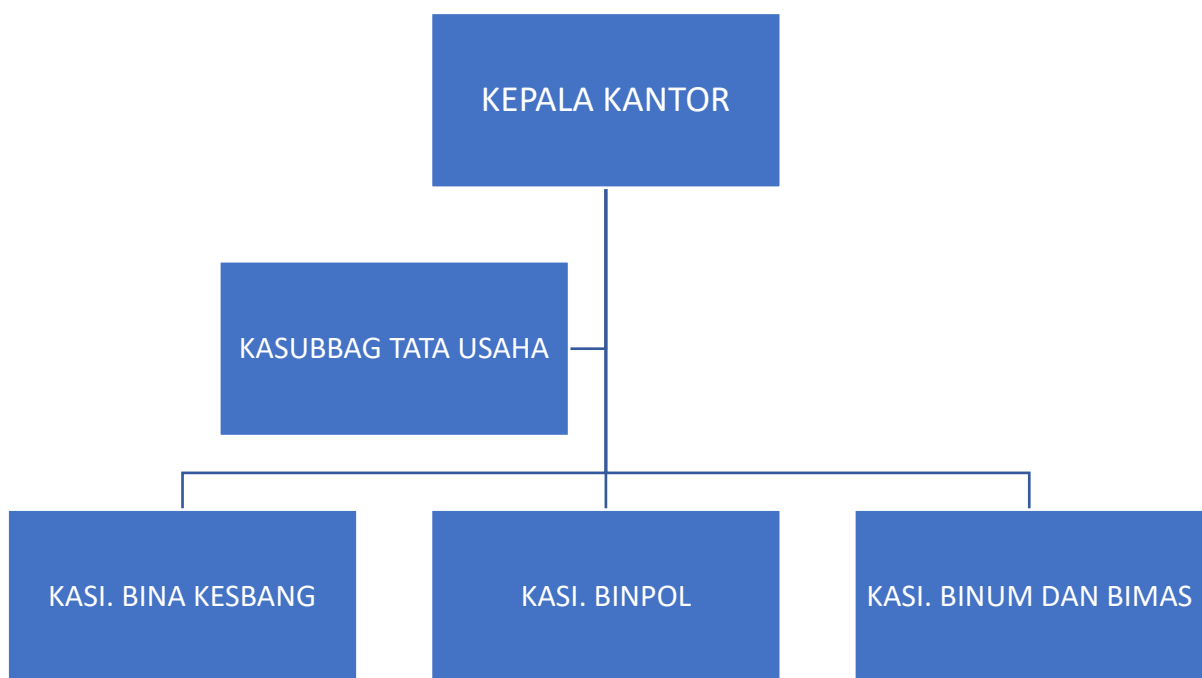 KEPALA KANTOR
KASUBBAG TATA USAHA
KASI. BINA KESBANG
KASI. BINPOL
KASI. BINUM DAN BIMAS